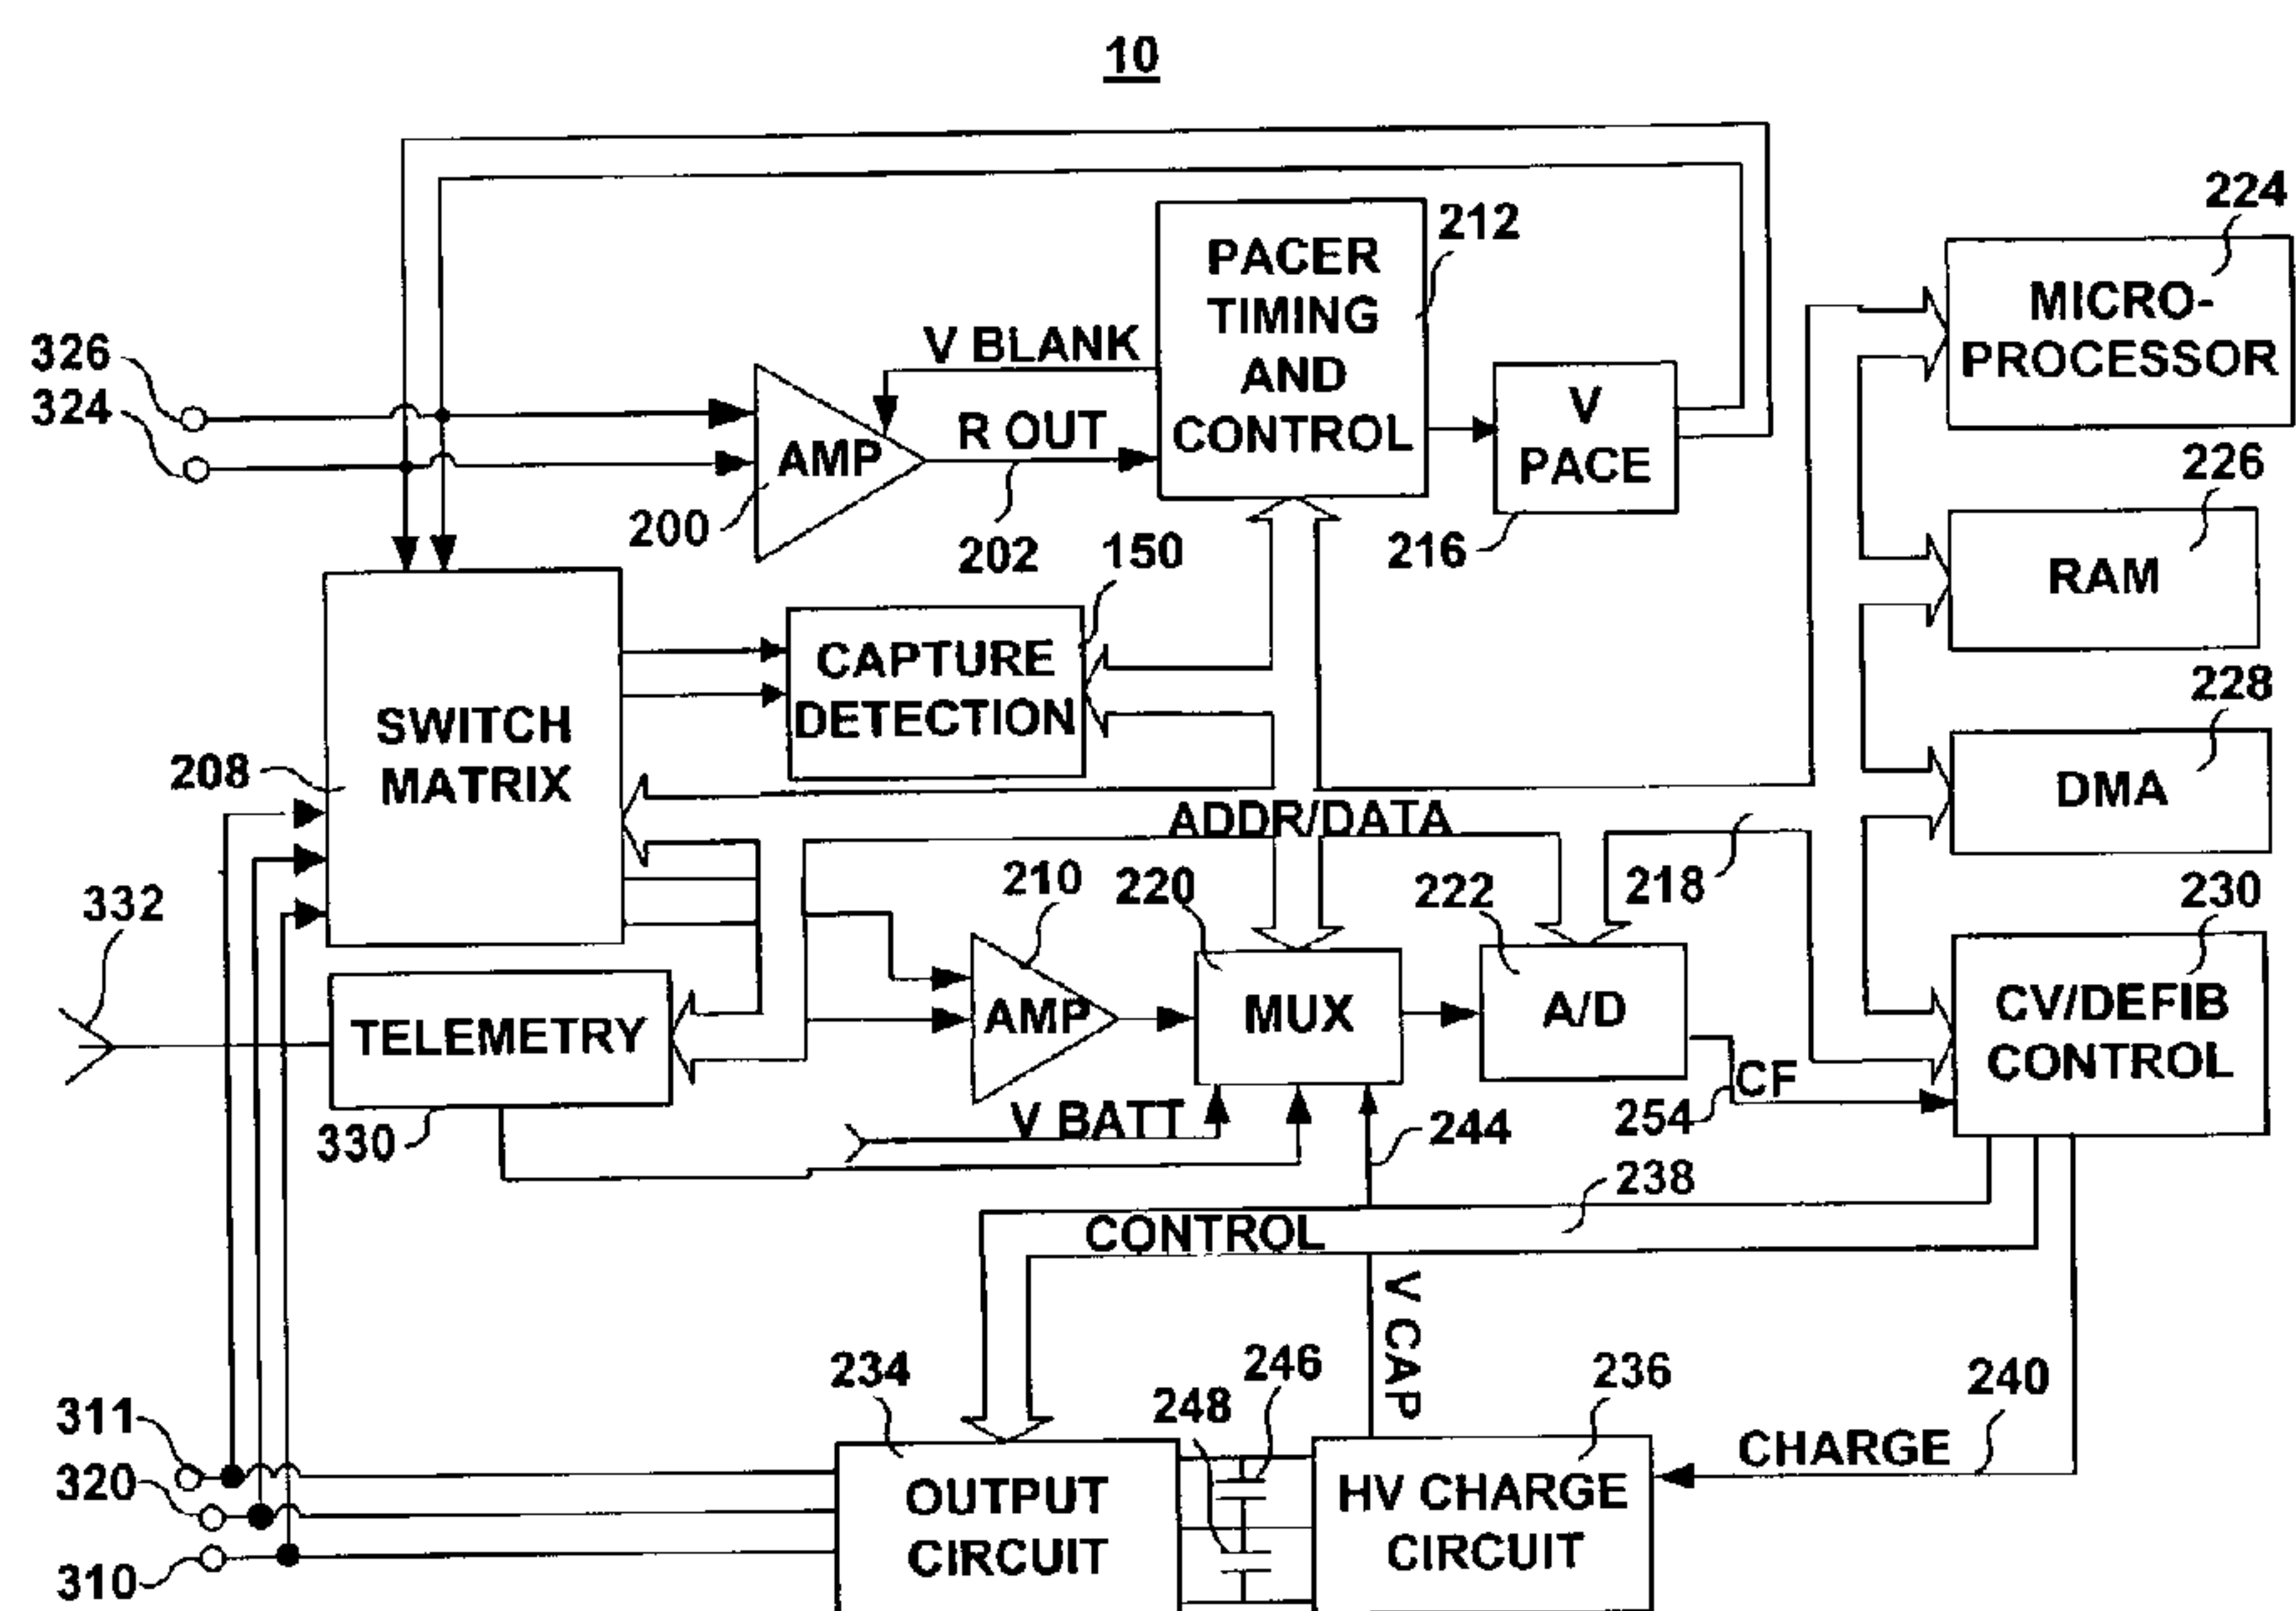 10
224
212
PACER
TIMING
AND
CONTROL
MICRO-
PROCESSOR
326
V BLANK
324
V
PACE
R OUT
AMP
226
200
202
150
216
RAM
CAPTURE
DETECTION
228
SWITCH
MATRIX
208
DMA
ADDR/DATA
332
210
220
222
218
230
TELEMETRY
AMP
MUX
A/D
CV/DEFIB
CONTROL
CF
330
V BATT
244
254
238
CONTROL
V CAP
234
246
236
240
248
311
CHARGE
320
OUTPUT
CIRCUIT
HV CHARGE
CIRCUIT
310